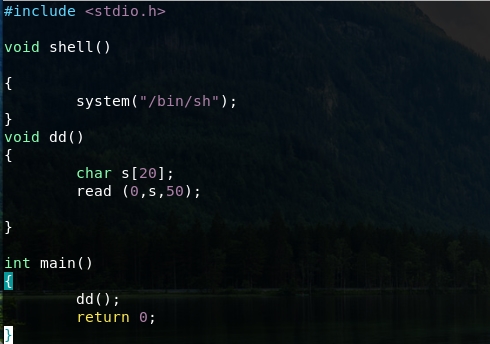 #include <stdio.h>
void shell()
{
system("/bin/sh");
}
void dd()
{
char s[20];
read (0,s,50);
}
int main()
{
dd();
return 0;
}